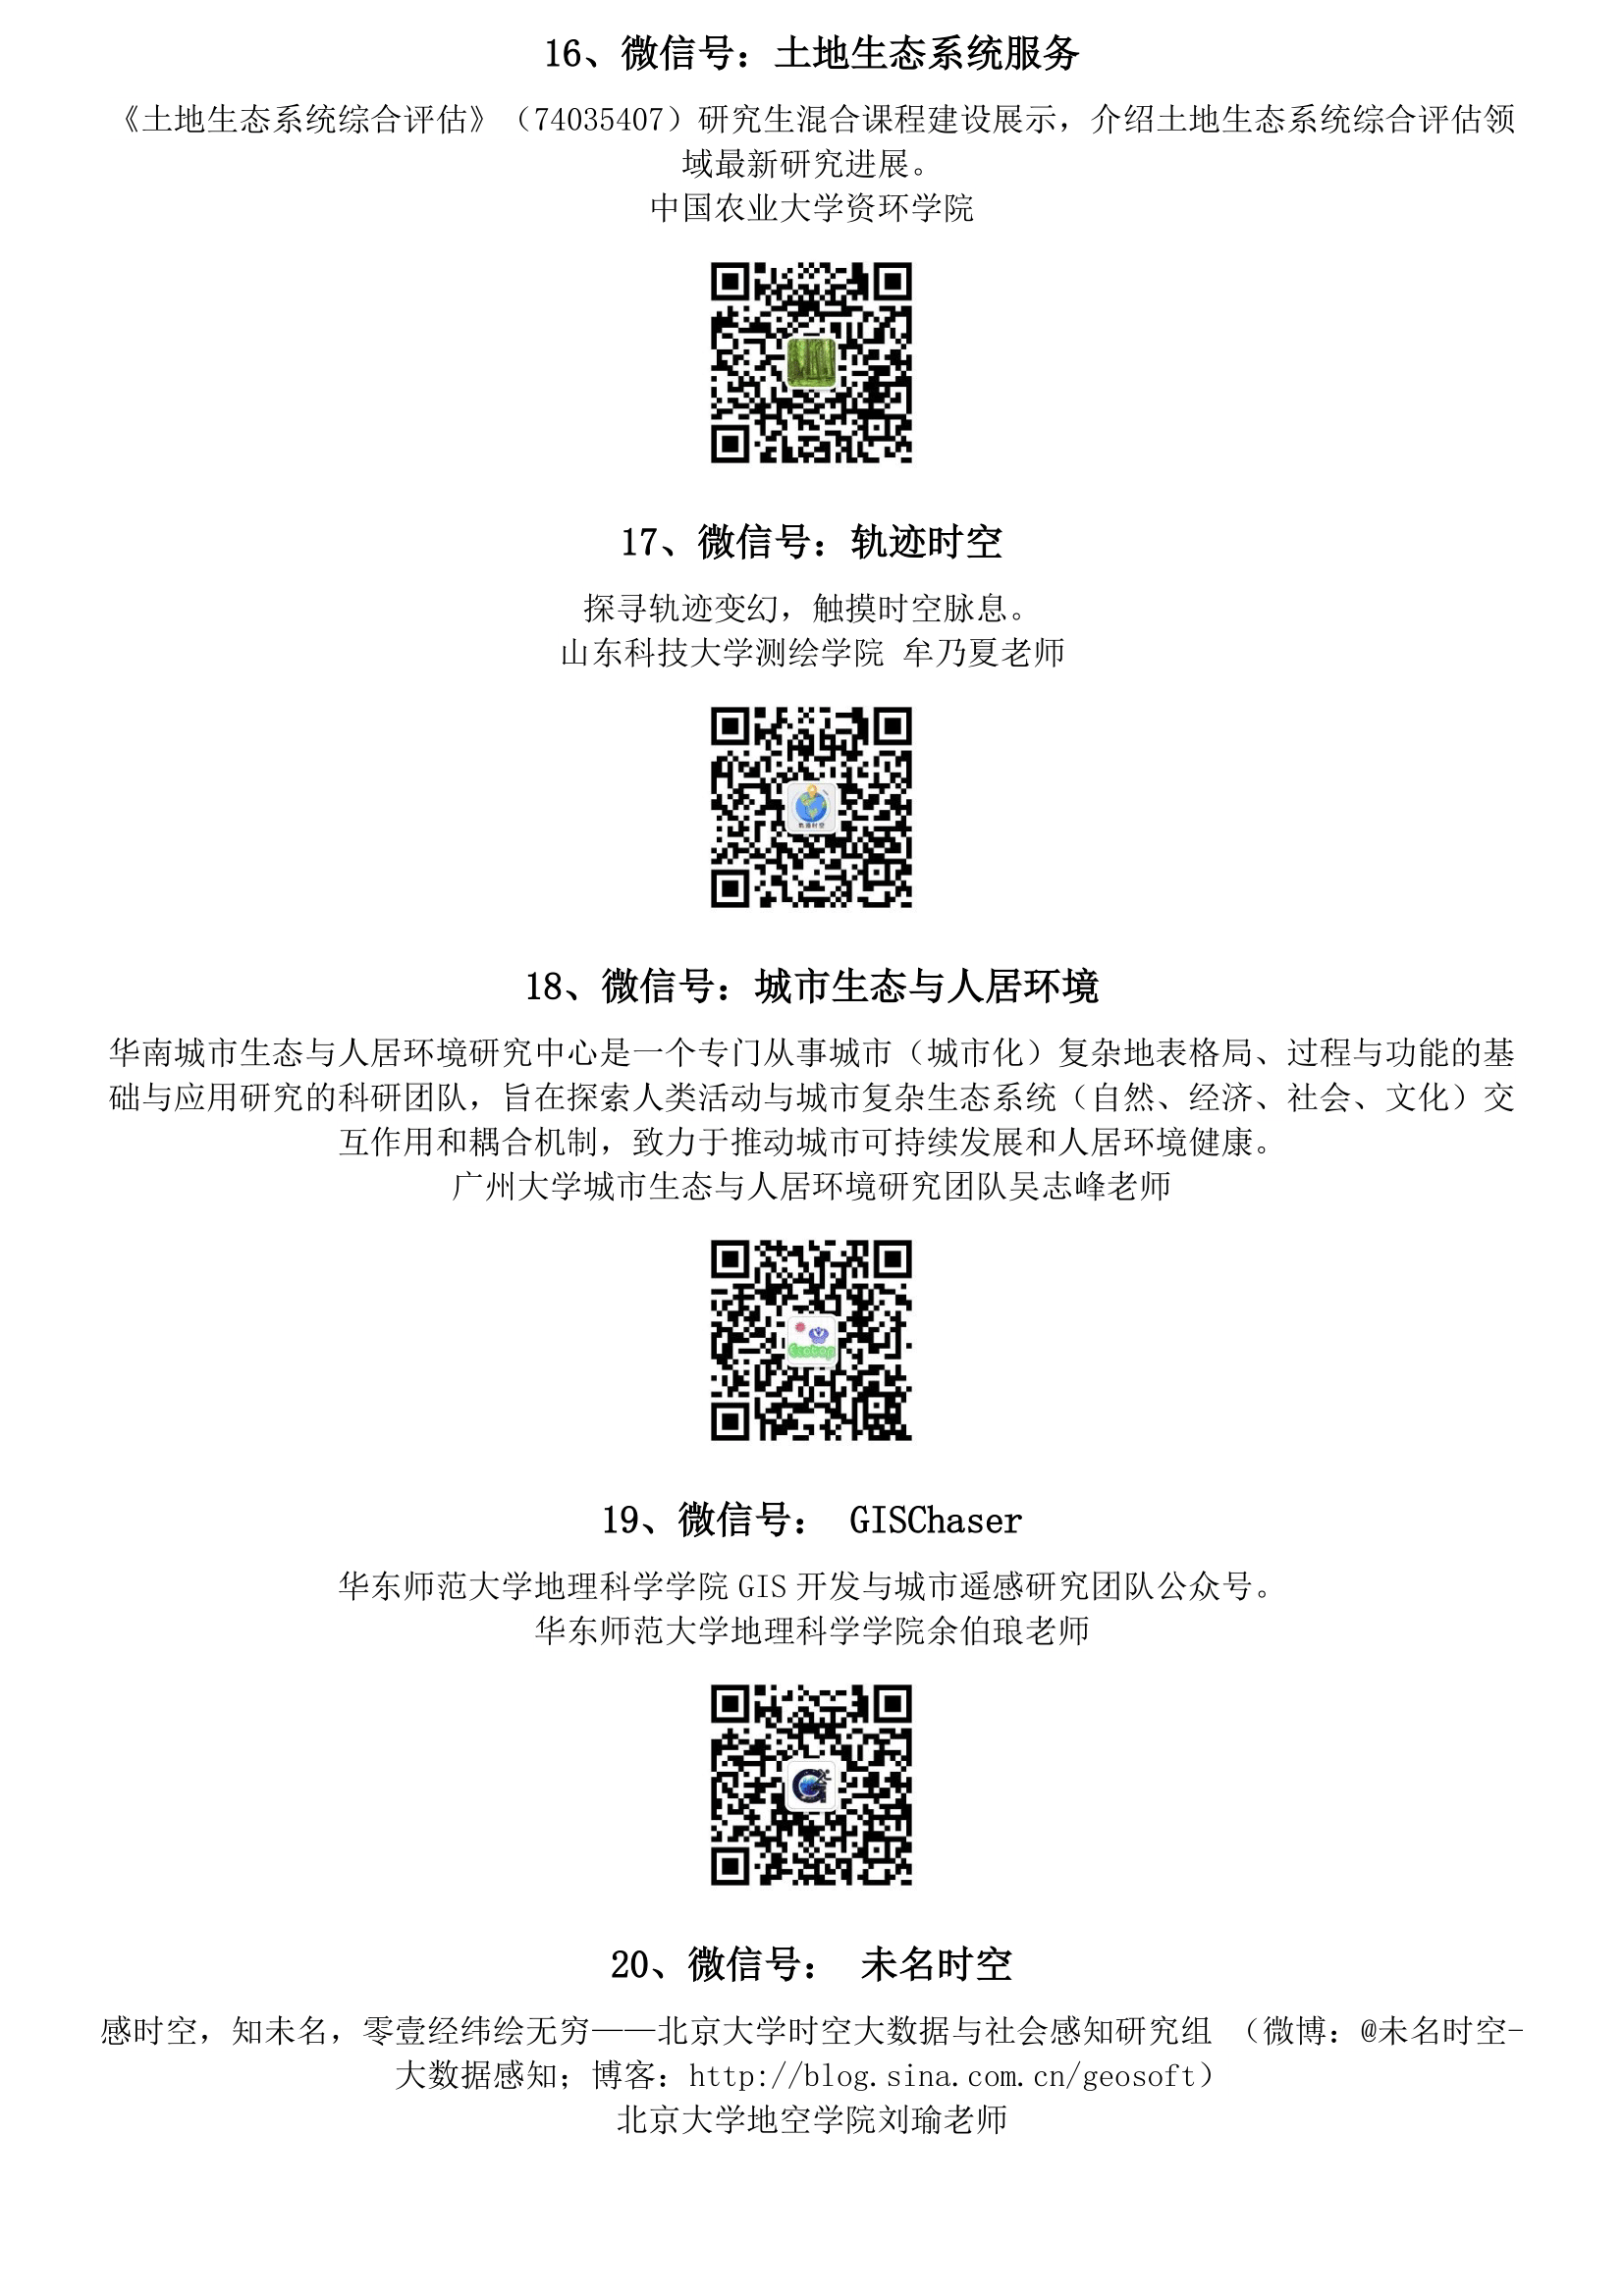 16、微信号：土地生态系统服务
《土地生态系统综合评估》（74035407）研究生混合课程建设展示，介绍土地生态系统综合评估领
域最新研究进展。
中国农业大学资环学院
17、微信号：轨迹时空
探寻轨迹变幻，触摸时空脉息。
山东科技大学测绘学院 牟乃夏老师
轨迹时空
18、微信号：城市生态与人居环境
华南城市生态与人居环境研究中心是一个专门从事城市（城市化）复杂地表格局、过程与功能的基
础与应用研究的科研团队，旨在探索人类活动与城市复杂生态系统（自然、经济、社会、文化）交
互作用和耦合机制，致力于推动城市可持续发展和人居环境健康。
广州大学城市生态与人居环境研究团队吴志峰老师
19、微信号： GISChaser
华东师范大学地理科学学院 GIS 开发与城市遥感研究团队公众号。
华东师范大学地理科学学院余伯琅老师
20、微信号： 未名时空
感时空，知未名，零壹经纬绘无穷——北京大学时空大数据与社会感知研究组 （微博：@未名时空-
大数据感知；博客：http://blog.sina.com.cn/geosoft）
北京大学地空学院刘瑜老师